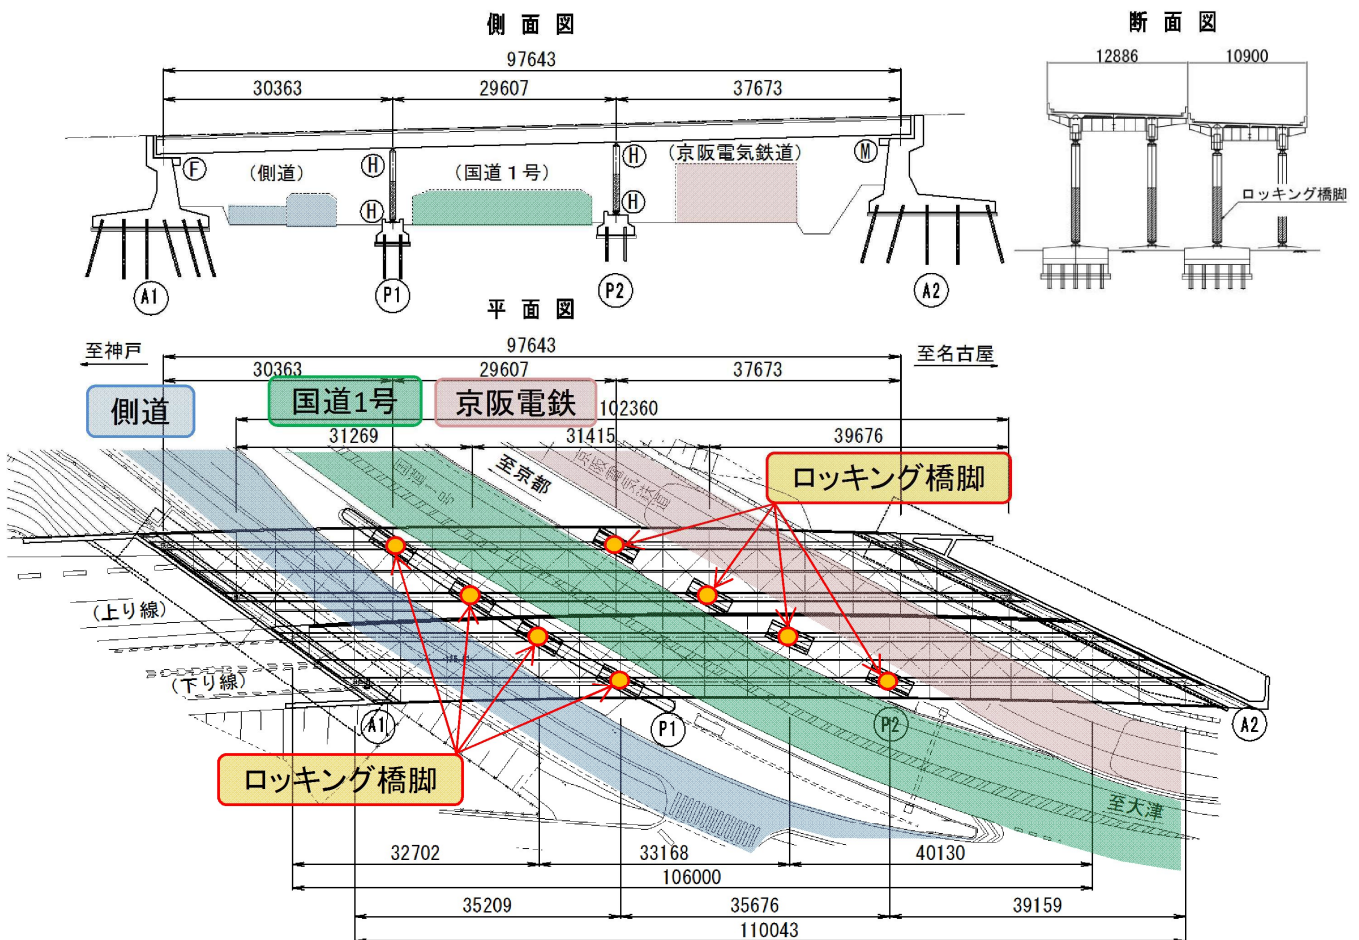 側面図
97643
30363 29607 37673
F
(側道)
H
H
(国道1号)
H
H
(京阪電気鉄道)
M
A1
P1
P2
A2
断面図
12886 10900
ロッキング橋脚
平面図
至神戸
97643
至名古屋
30363 29607 37673
側道
国道1号
京阪電鉄
102360
31269 31415 39676
至京都
ロッキング橋脚
(上り線)
(下り線)
A1
P1
P2
A2
ロッキング橋脚
至大津
32702 33168 40130
106000
35209 35676 39159
110043